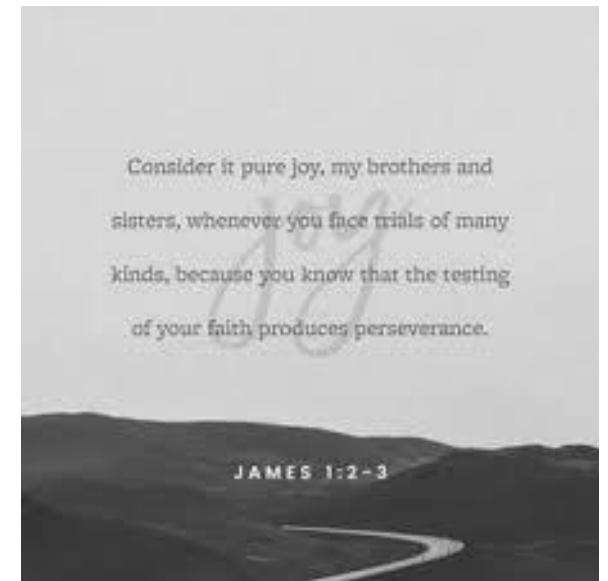 Consider it pure joy, my brothers and
sisters, whenever you face trials of many
kinds, because you know that the testing
of your faith produces perseverance.
joy
JAMES 1:2-3